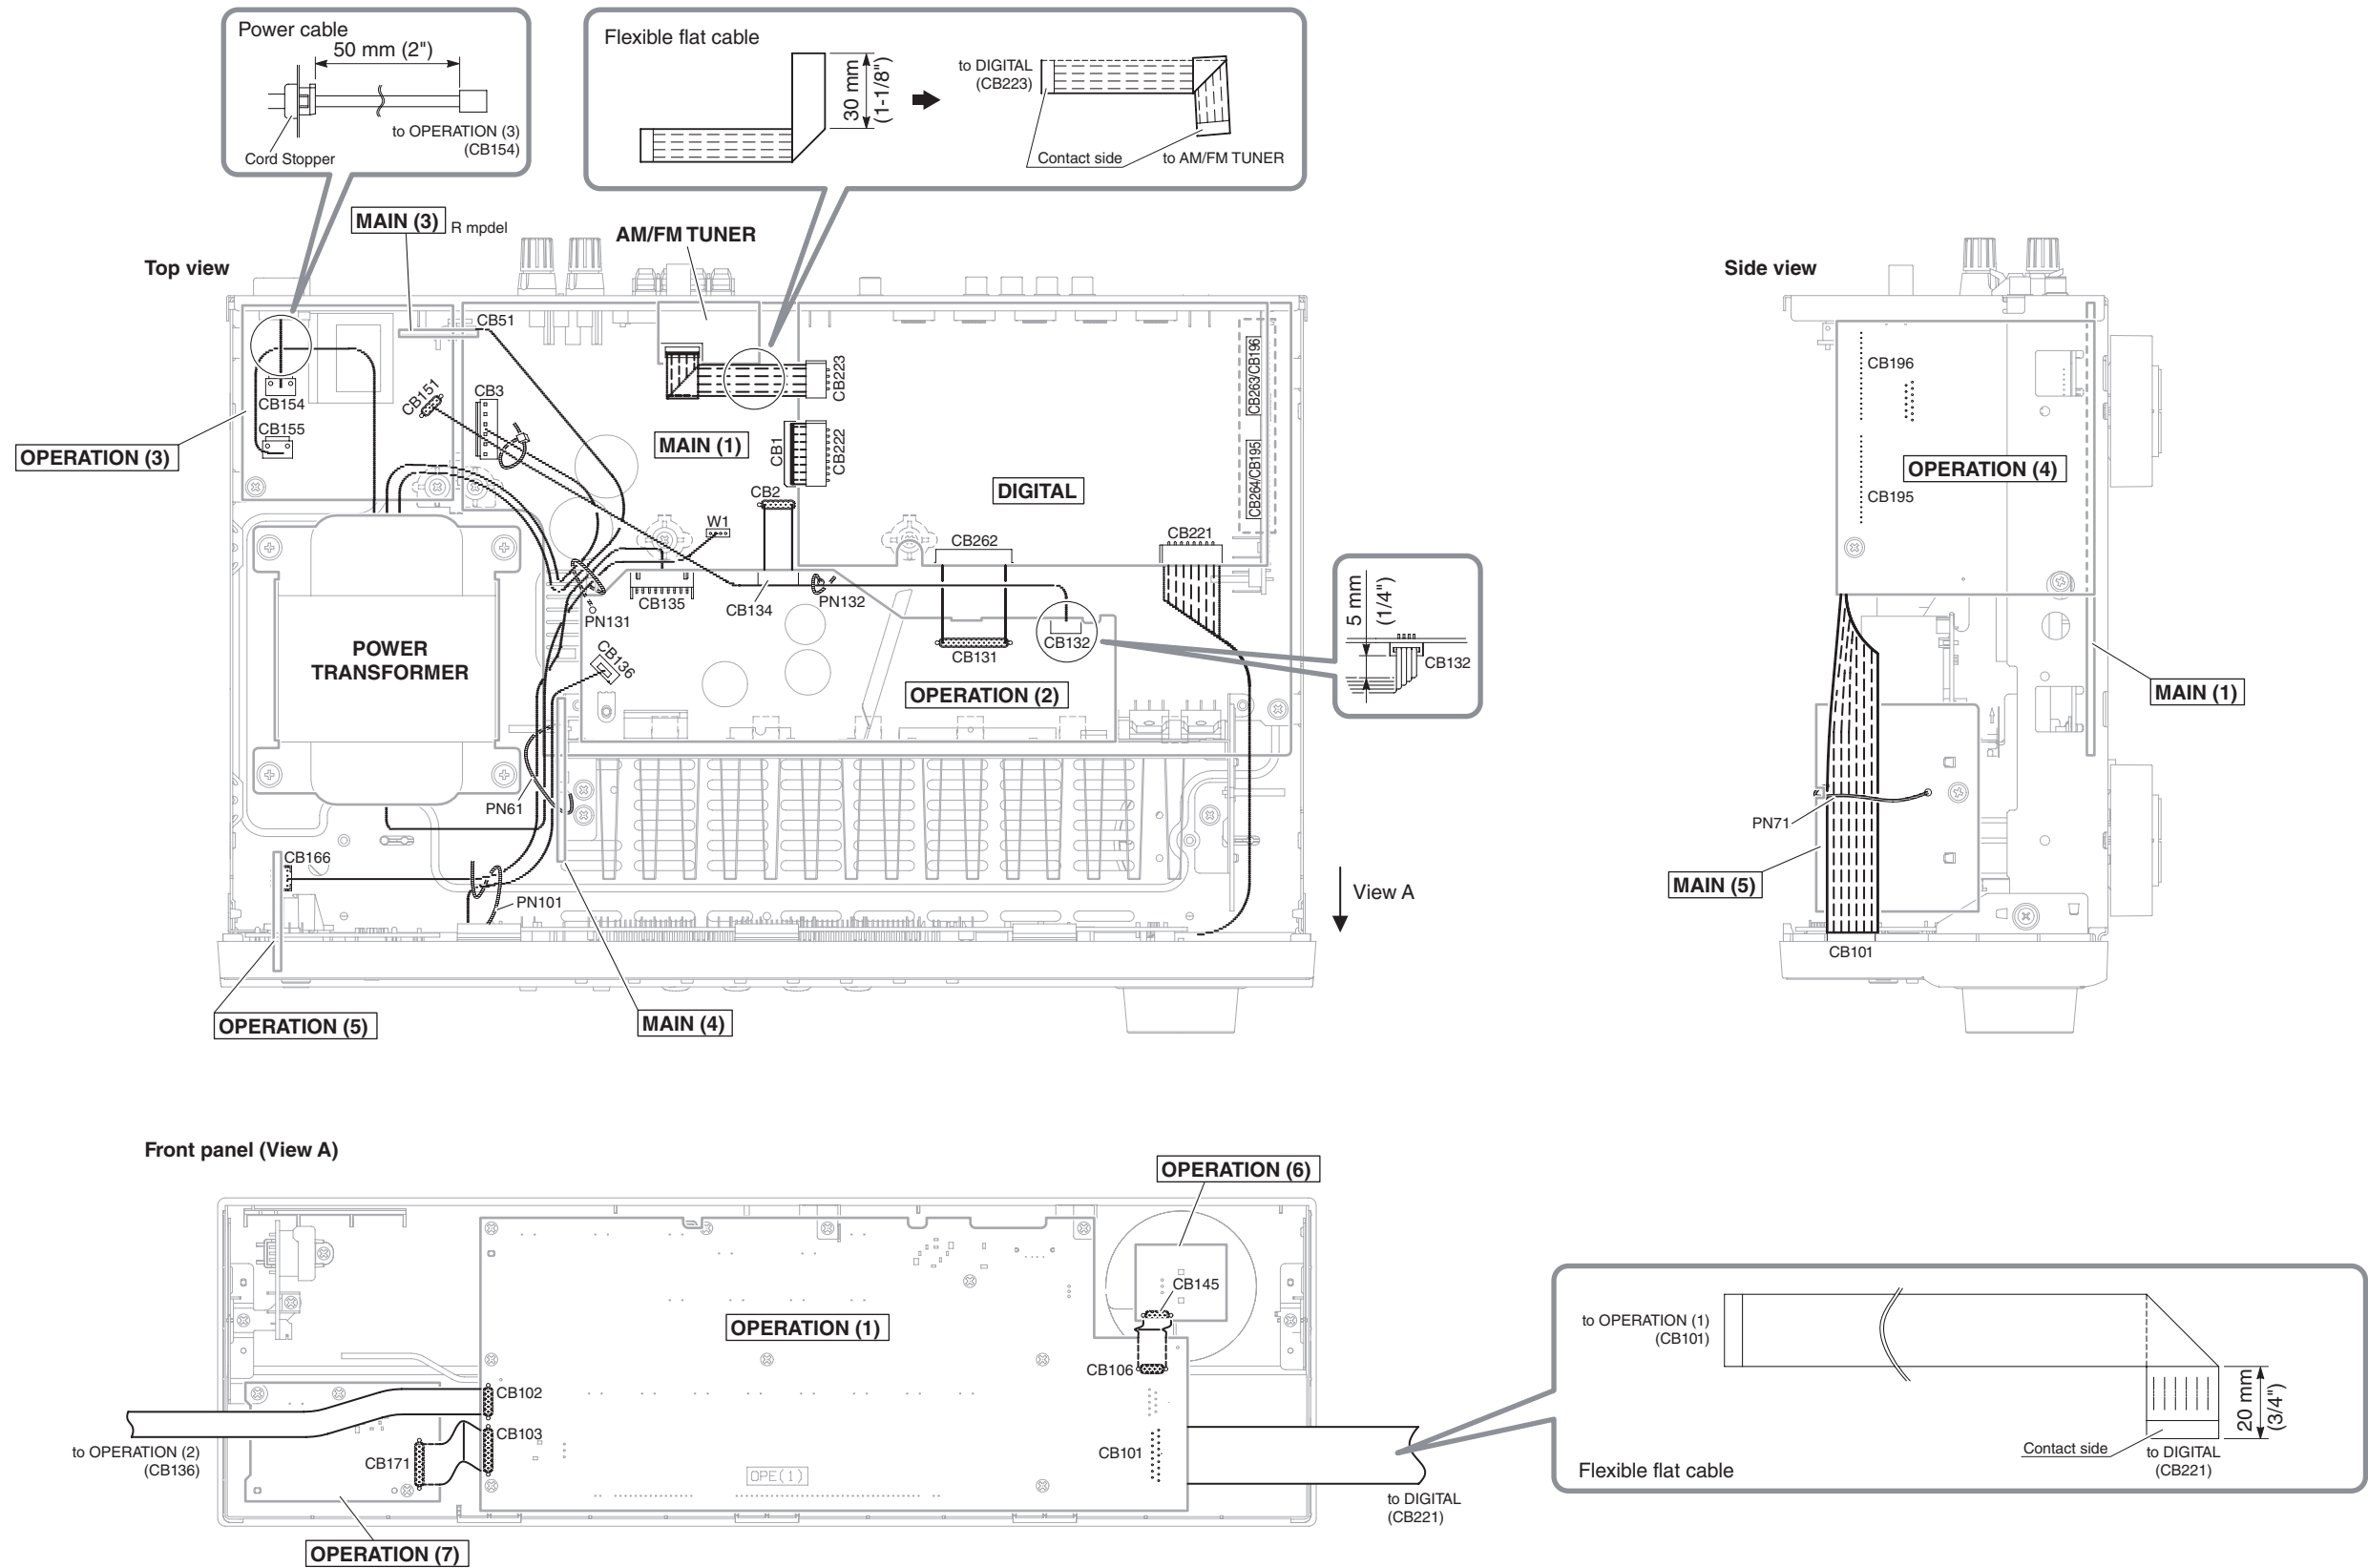 Power cable
50 mm (2")
to OPERATION (3)
(CB154)
Cord Stopper
Flexible flat cable
30 mm
(1-1/8")
to DIGITAL
(CB223)
Contact side
to AM/FM TUNER
MAIN (3)
R mpdel
AM/FM TUNER
Top view
CB51
CB154
CB155
CB151
CB3
CB223
MAIN (1)
CB1
CB222
CB2
W1
DIGITAL
CB263/CB196
CB264/CB195
OPERATION (3)
CB221
CB262
CB135
CB134
PN132
PN131
CB136
CB131
CB132
OPERATION (2)
POWER
TRANSFORMER
5 mm
(1/4")
CB132
PN61
CB166
PN101
View A
OPERATION (5)
MAIN (4)
Side view
CB196
OPERATION (4)
CB195
MAIN (1)
PN71
MAIN (5)
CB101
Front panel (View A)
OPERATION (6)
CB145
OPERATION (1)
CB106
CB102
CB103
CB171
CB101
OPE(1)
to OPERATION (2)
(CB136)
OPERATION (7)
to DIGITAL
(CB221)
to OPERATION (1)
(CB101)
20 mm
(3/4")
Contact side
to DIGITAL
(CB221)
Flexible flat cable